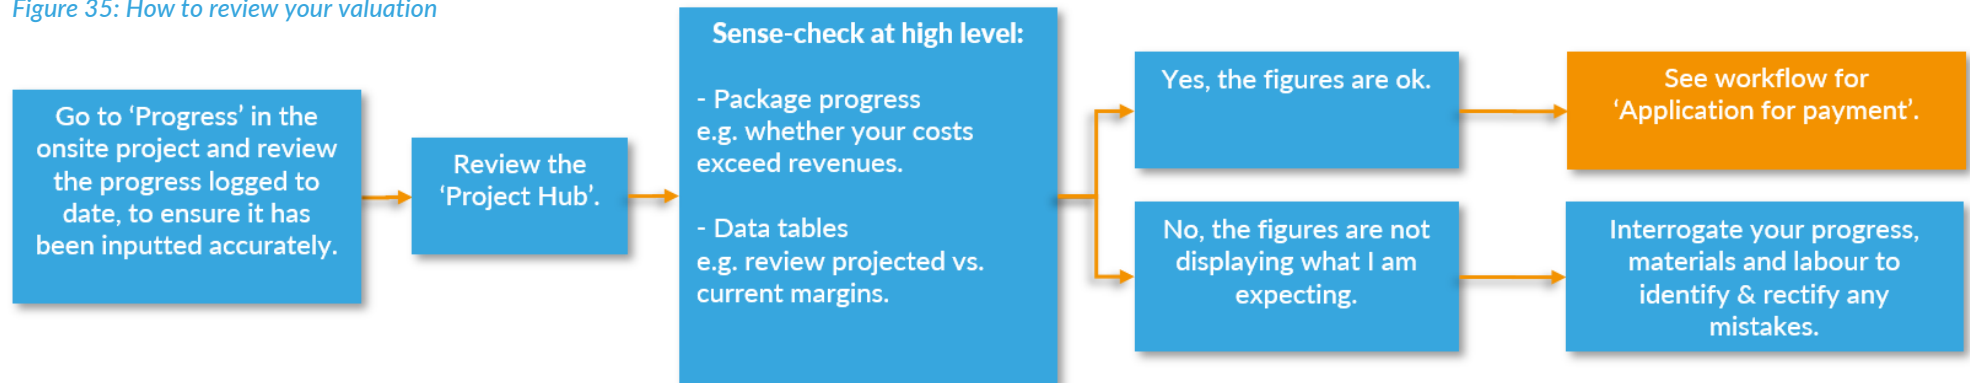 Figure 35: How to review your valuation
Go to ‘Progress’ in the
onsite project and review
the progress logged to
date, to ensure it has
been inputted accurately.
Review the
‘Project Hub’.
Sense-check at high level:
- Package progress
e.g. whether your costs
exceed revenues.
- Data tables
e.g. review projected vs.
current margins.
Yes, the figures are ok.
See workflow for
‘Application for payment’.
No, the figures are not
displaying what I am
expecting.
Interrogate your progress,
materials and labour to
identify & rectify any
mistakes.